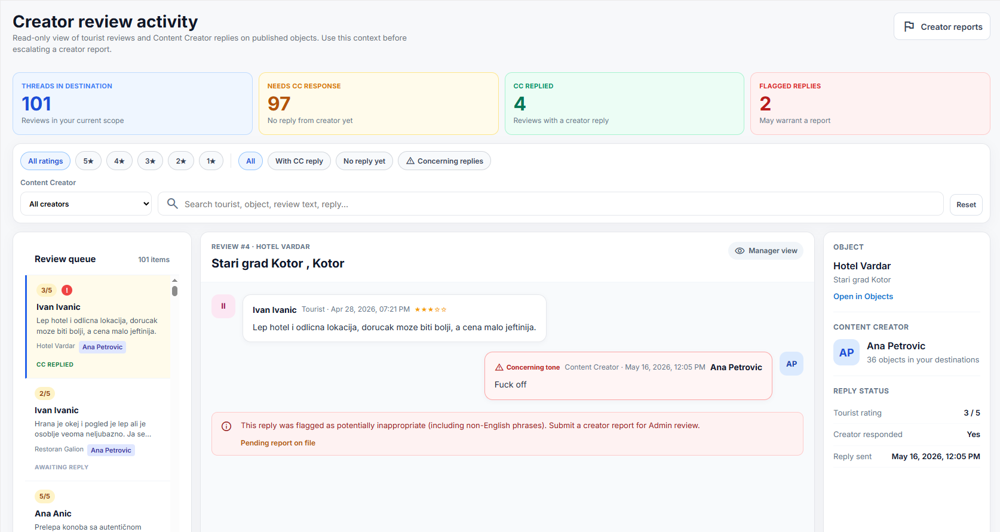 Creator review activity
Read-only view of tourist reviews and Content Creator replies on published objects. Use this context before
escalating a creator report.
Creator reports
THREADS IN DESTINATION
101
Reviews in your current scope
NEEDS CC RESPONSE
97
No reply from creator yet
CC REPLIED
4
Reviews with a creator reply
FLAGGED REPLIES
2
May warrant a report
All ratings
5★
4★
3★
2★
1★
All
With CC reply
No reply yet
Concerning replies
Content Creator
All creators
Search tourist, object, review text, reply...
Reset
Review queue
101 items
3/5
Ivan Ivanic
Lep hotel i odlicna lokacija, dorucak
moze biti bolji, a cena malo jeftinija.
Hotel Vardar Ana Petrovic
CC REPLIED
2/5
Ivan Ivanic
Hrana je okej i pogled je lep ali je
osoblje veoma neljubazno. Ja se...
Restoran Galion Ana Petrovic
AWAITING REPLY
5/5
Ana Anic
Prelepa konoba sa autentičnom
REVIEW #4 · HOTEL VARDAR
Stari grad Kotor , Kotor
Manager view
II
Ivan Ivanic Tourist · Apr 28, 2026, 07:21 PM ★★★☆☆
Lep hotel i odlicna lokacija, dorucak moze biti bolji, a cena malo jeftinija.
Concerning tone Content Creator · May 16, 2026, 12:05 PM Ana Petrovic
Fuck off
AP
This reply was flagged as potentially inappropriate (including non-English phrases). Submit a creator report for Admin review.
Pending report on file
OBJECT
Hotel Vardar
Stari grad Kotor
Open in Objects
CONTENT CREATOR
AP
Ana Petrovic
36 objects in your destinations
REPLY STATUS
Tourist rating 3 / 5
Creator responded Yes
Reply sent May 16, 2026, 12:05 PM